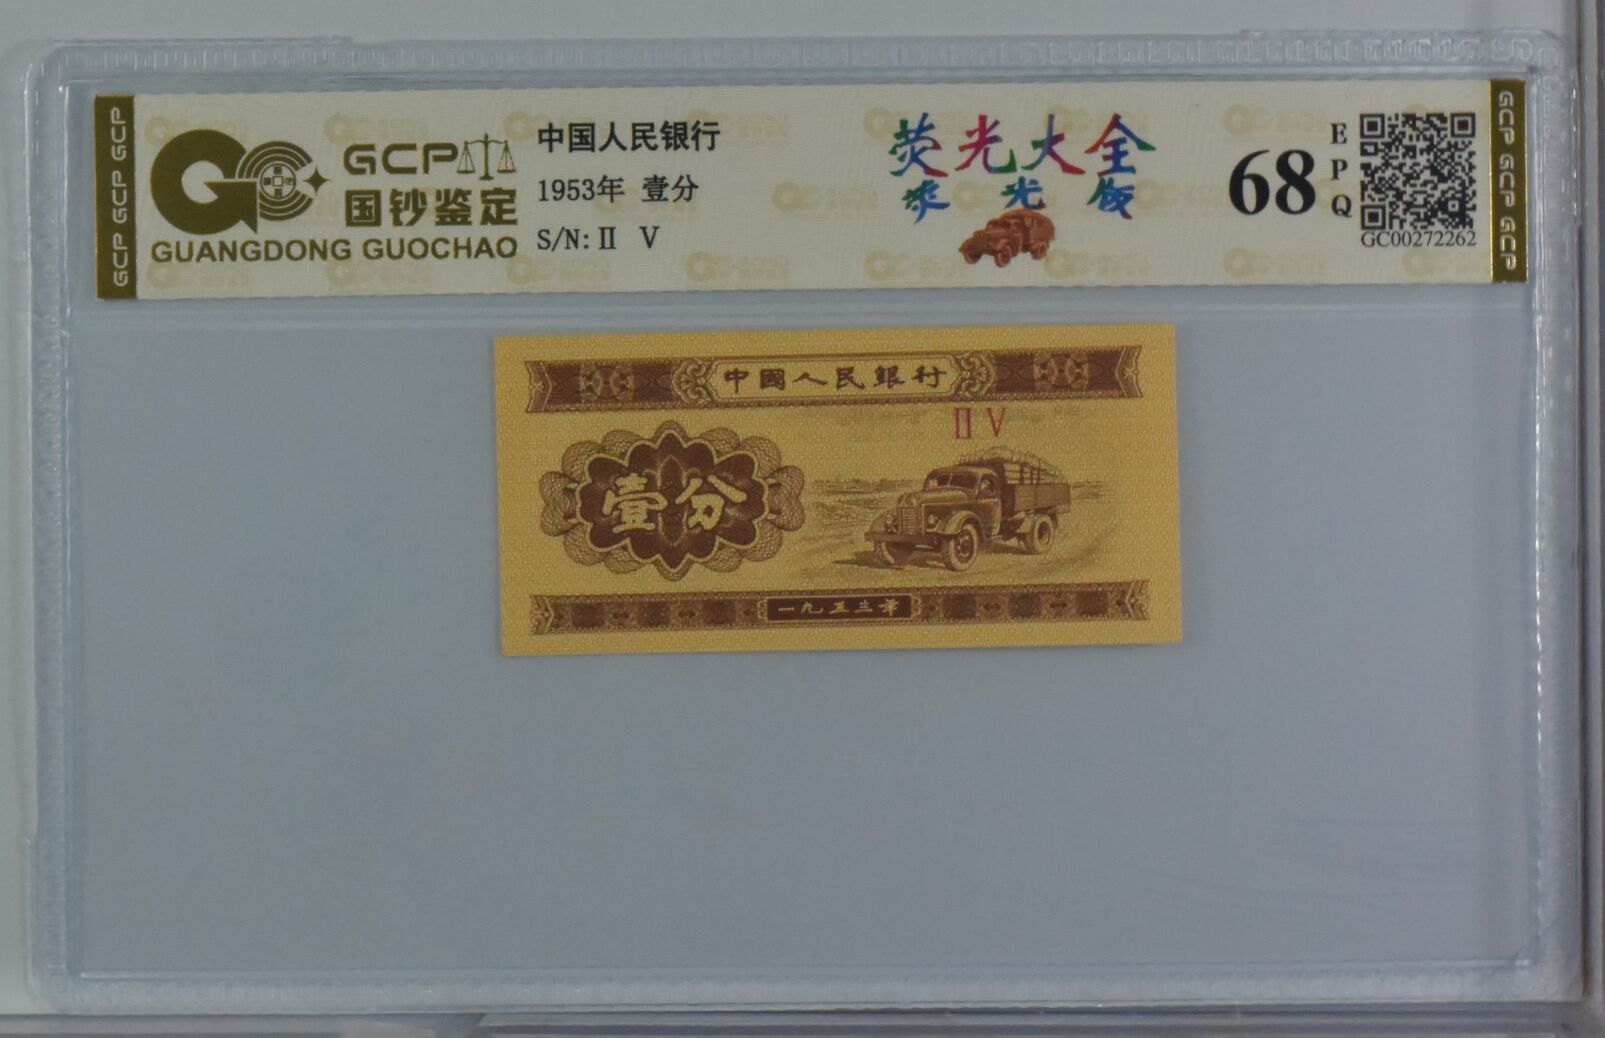 GCP GCP GCP
GCP
国钞鉴定
GUANGDONG GUOCHAO
中国人民银行
1953年 壹分
S/N: II V
荧光大全
荧光版
68
EPQ
GC00272262
GCP GCP GCP
中國人民銀行
II V
壹分
一九五三年